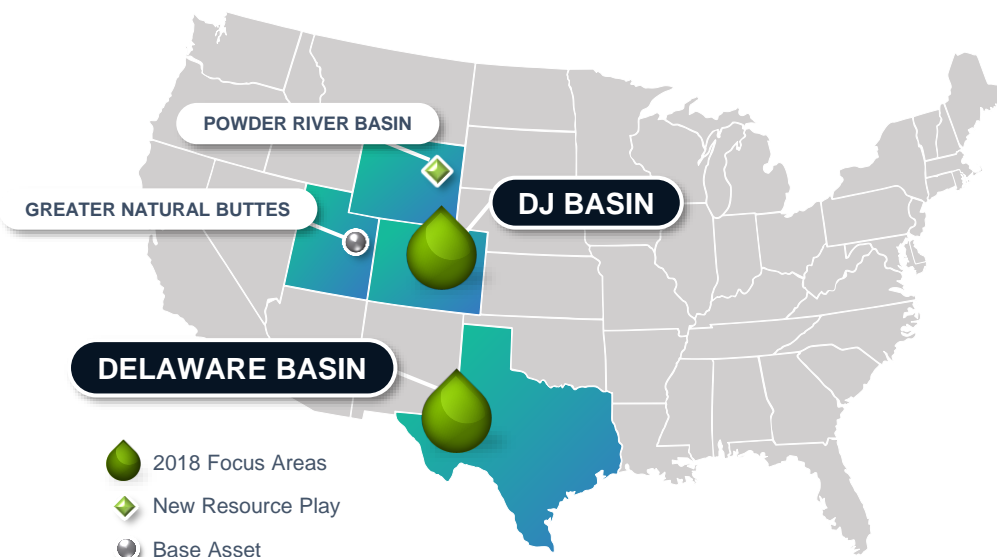 POWDER RIVER BASIN
DJ BASIN
GREATER NATURAL BUTTES
DELAWARE BASIN
2018 Focus Areas
New Resource Play
Base Asset